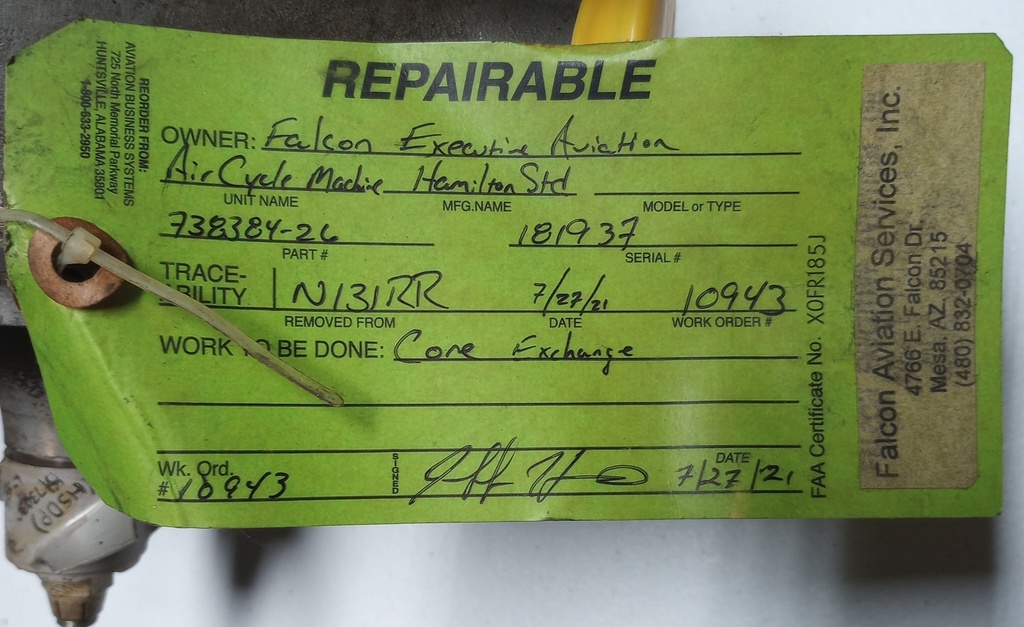 REPAIRABLE
OWNER: Falcon Executive Aviation
Air Cycle Machine Hamilton Std
UNIT NAME MFG.NAME MODEL or TYPE
738384-26 181937
PART # SERIAL #
TRACE-
ABILITY N131RR 7/27/21 10943
REMOVED FROM DATE WORK ORDER #
WORK TO BE DONE: Core Exchange
Wk. Ord. SIGNED DATE
# 10943 7/27/21
REORDER FROM:
AVIATION BUSINESS SYSTEMS
725 North Memorial Parkway
HUNTSVILLE, ALABAMA 35801
1-800-633-2950
FAA Certificate No. X0FR185J
Falcon Aviation Services, Inc.
4766 E. Falcon Dr.
Mesa, AZ. 85215
(480) 832-0704